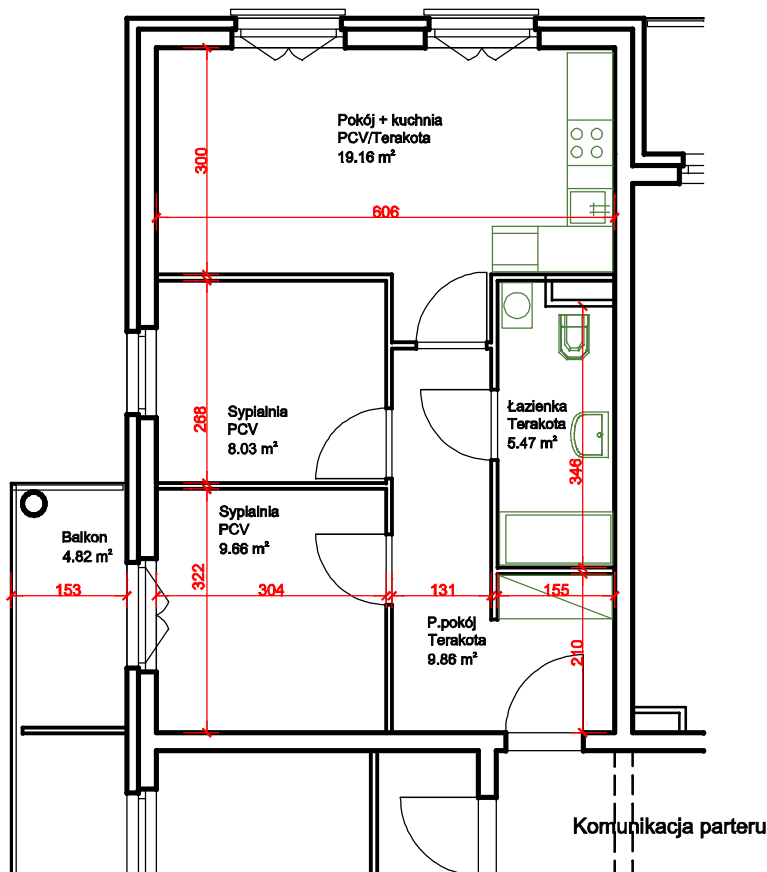 Pokój + kuchnia
PCV/Terakota
19.16 m²
300
606
Sypialnia
PCV
8.03 m²
268
Łazienka
Terakota
5.47 m²
346
Sypialnia
PCV
9.66 m²
Balkon
4.82 m²
322
153
304
131
155
P.pokój
Terakota
9.86 m²
210
Komunikacja parteru